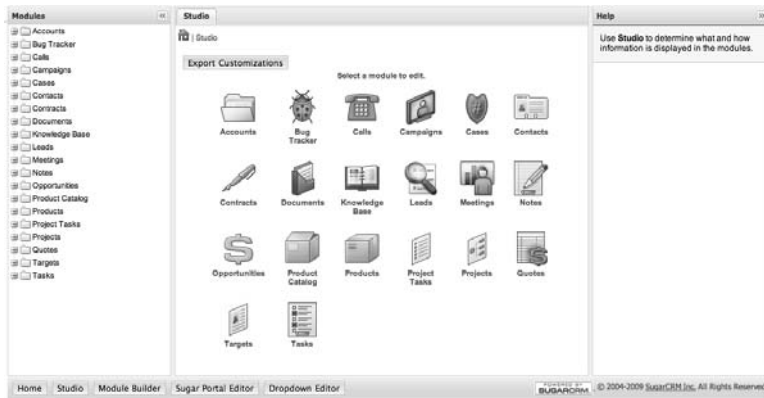 Modules
Accounts
Bug Tracker
Calls
Campaigns
Cases
Contacts
Contracts
Documents
Knowledge Base
Leads
Meetings
Notes
Opportunities
Product Catalog
Products
Project Tasks
Projects
Quotes
Targets
Tasks
Studio
| Studio
Export Customizations
Select a module to edit.
Accounts
Bug
Tracker
Calls
Campaigns
Cases
Contacts
Contracts
Documents
Knowledge
Base
Leads
Meetings
Notes
Opportunities
Product
Catalog
Products
Project
Tasks
Projects
Quotes
Targets
Tasks
Help
Use Studio to determine what and how
information is displayed in the modules.
Home Studio Module Builder Sugar Portal Editor Dropdown Editor
POWERED BY
SUGARCRM
© 2004-2009 SugarCRM Inc. All Rights Reserved